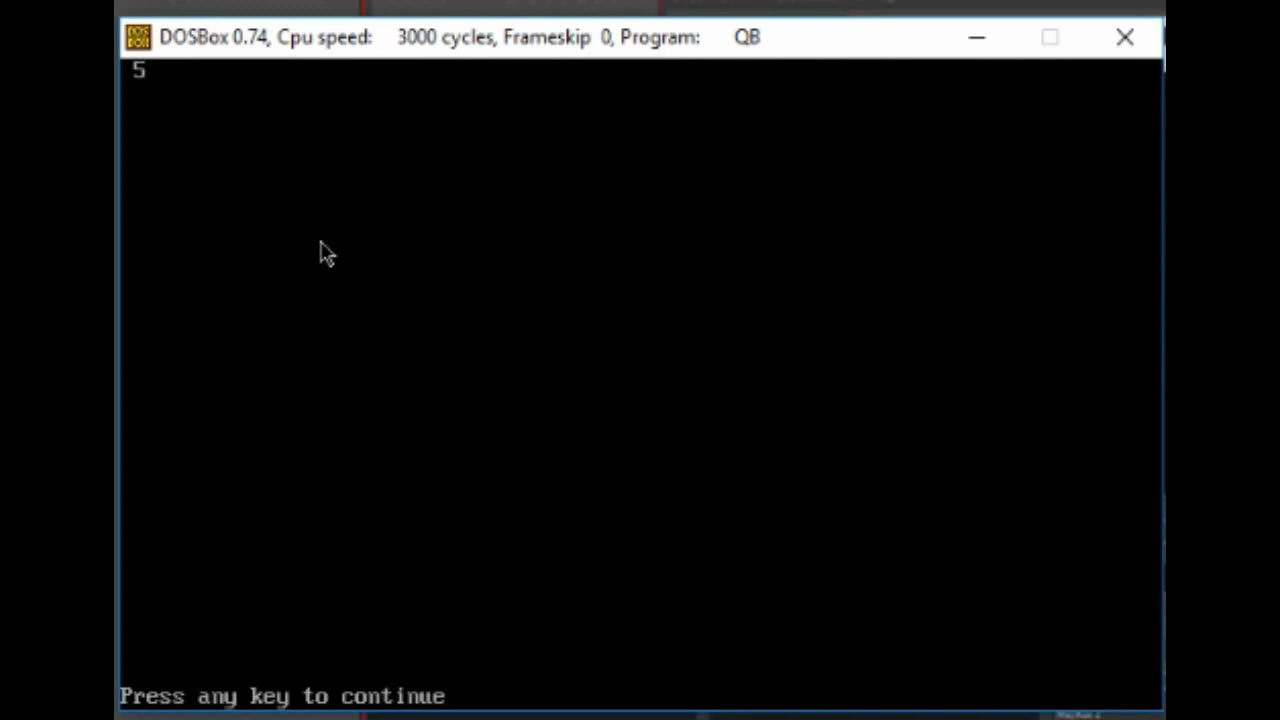 DOSBox 0.74, Cpu speed: 3000 cycles, Frameskip 0, Program: QB
5
Press any key to continue